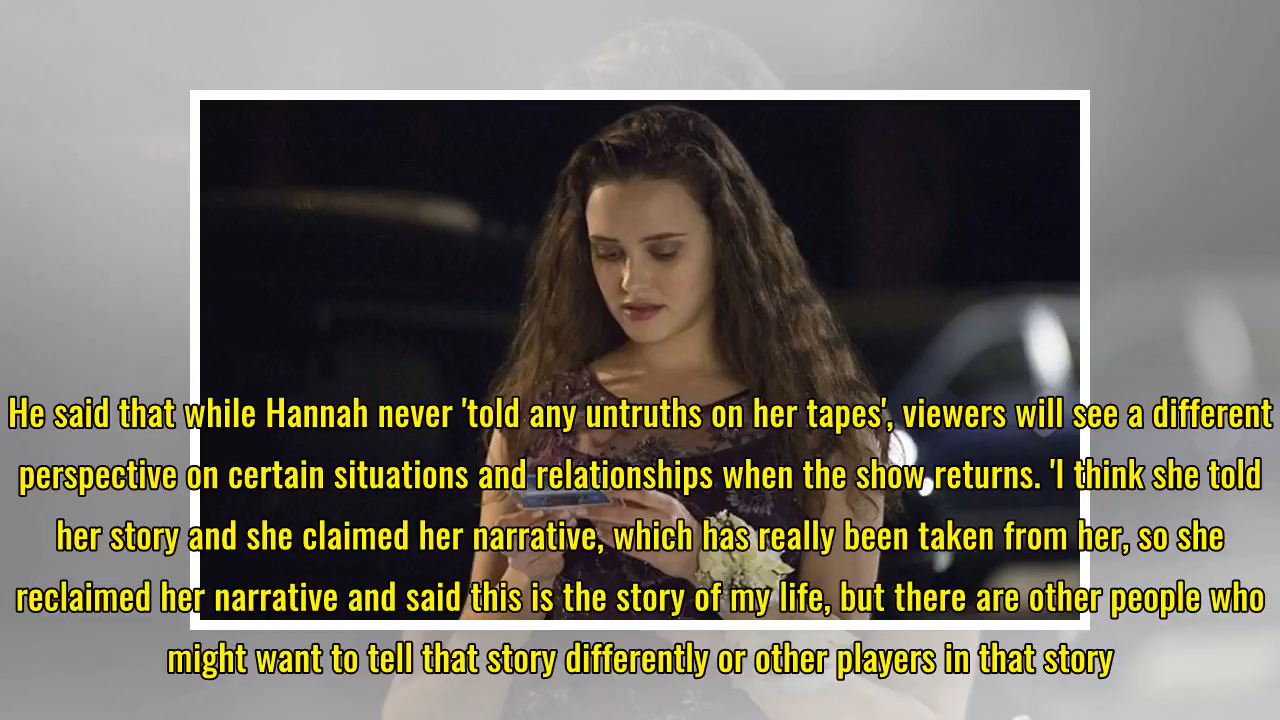 He said that while Hannah never 'told any untruths on her tapes', viewers will see a different
perspective on certain situations and relationships when the show returns. 'I think she told
her story and she claimed her narrative, which has really been taken from her, so she
reclaimed her narrative and said this is the story of my life, but there are other people who
might want to tell that story differently or other players in that story